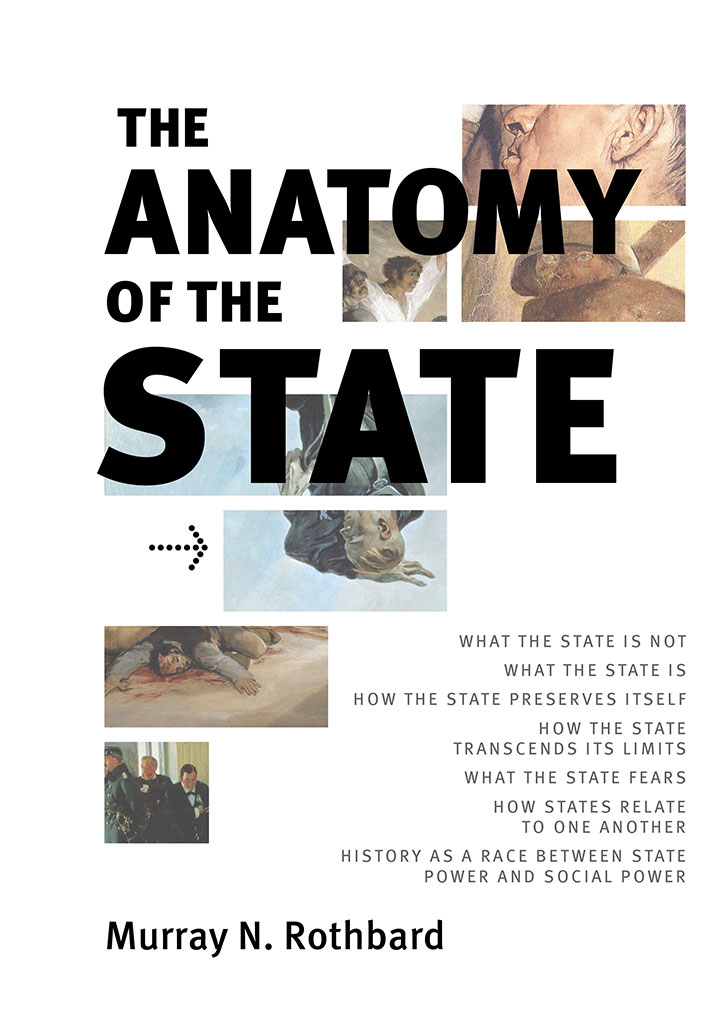 THE
ANATOMY
OF THE
STATE
WHAT THE STATE IS NOT
WHAT THE STATE IS
HOW THE STATE PRESERVES ITSELF
HOW THE STATE
TRANSCENDS ITS LIMITS
WHAT THE STATE FEARS
HOW STATES RELATE
TO ONE ANOTHER
HISTORY AS A RACE BETWEEN STATE
POWER AND SOCIAL POWER
Murray N. Rothbard